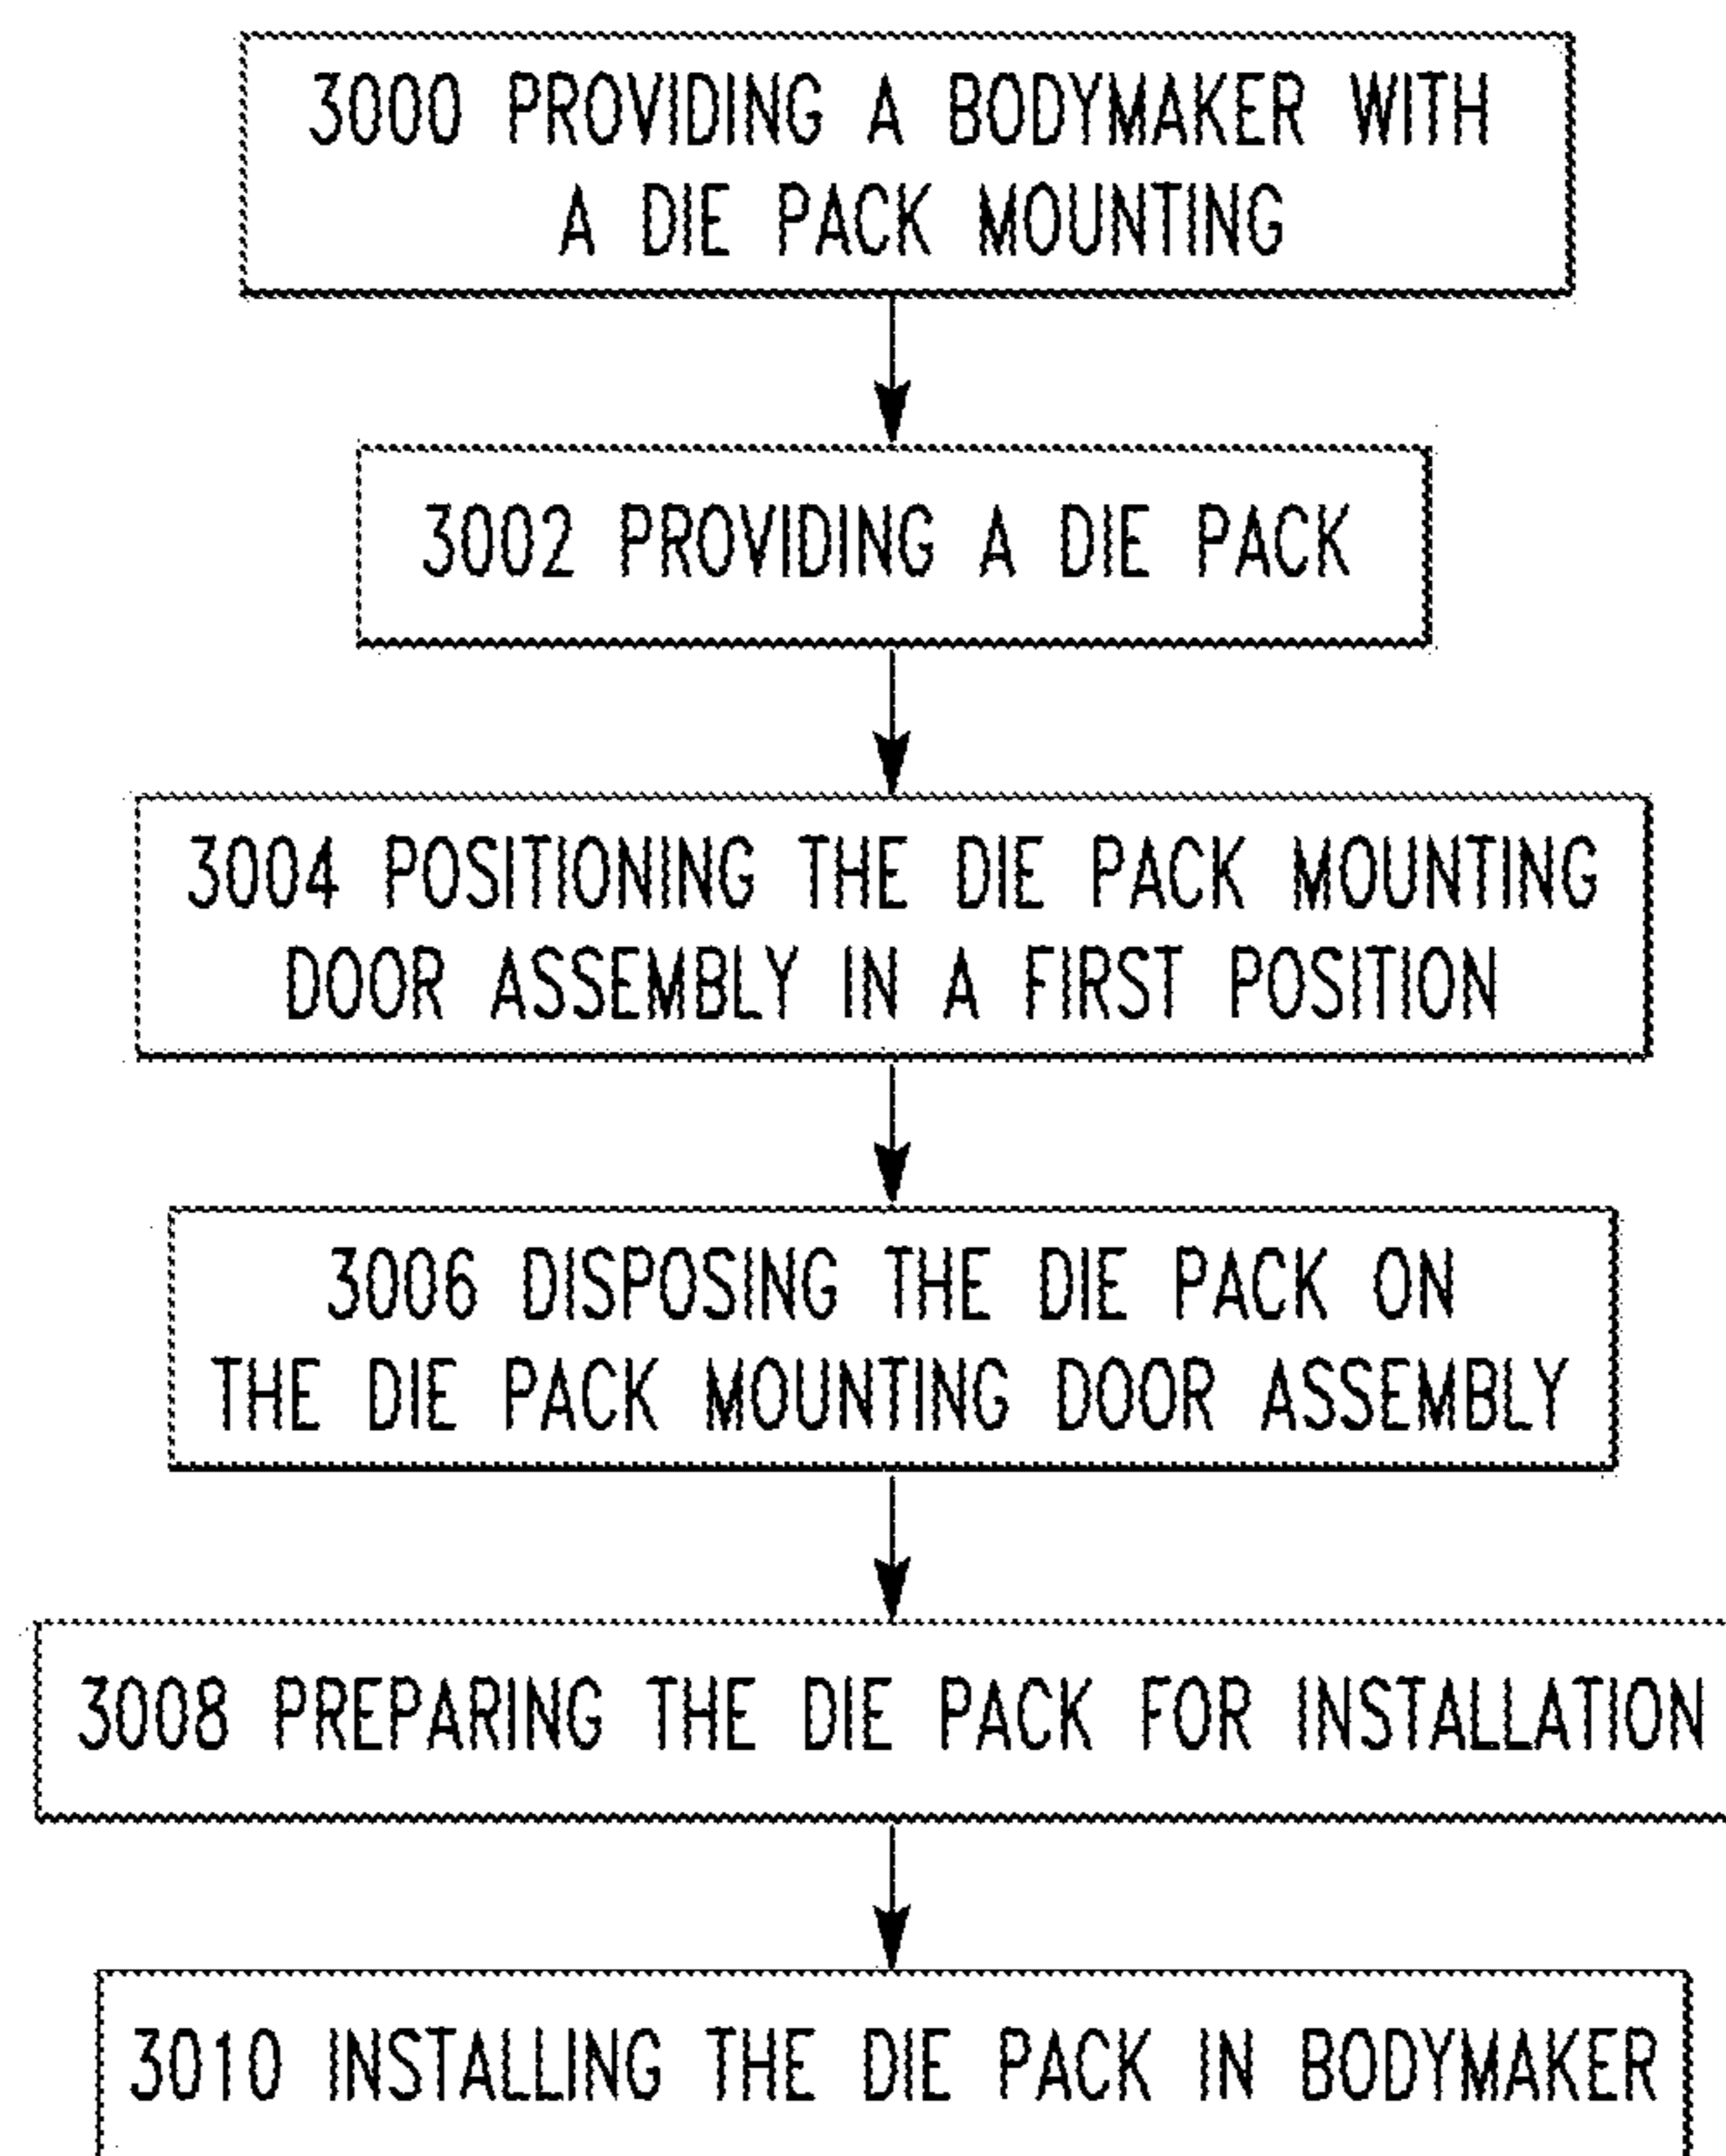 3000 PROVIDING A BODYMAKER WITH
A DIE PACK MOUNTING
3002 PROVIDING A DIE PACK
3004 POSITIONING THE DIE PACK MOUNTING
DOOR ASSEMBLY IN A FIRST POSITION
3006 DISPOSING THE DIE PACK ON
THE DIE PACK MOUNTING DOOR ASSEMBLY
3008 PREPARING THE DIE PACK FOR INSTALLATION
3010 INSTALLING THE DIE PACK IN BODYMAKER